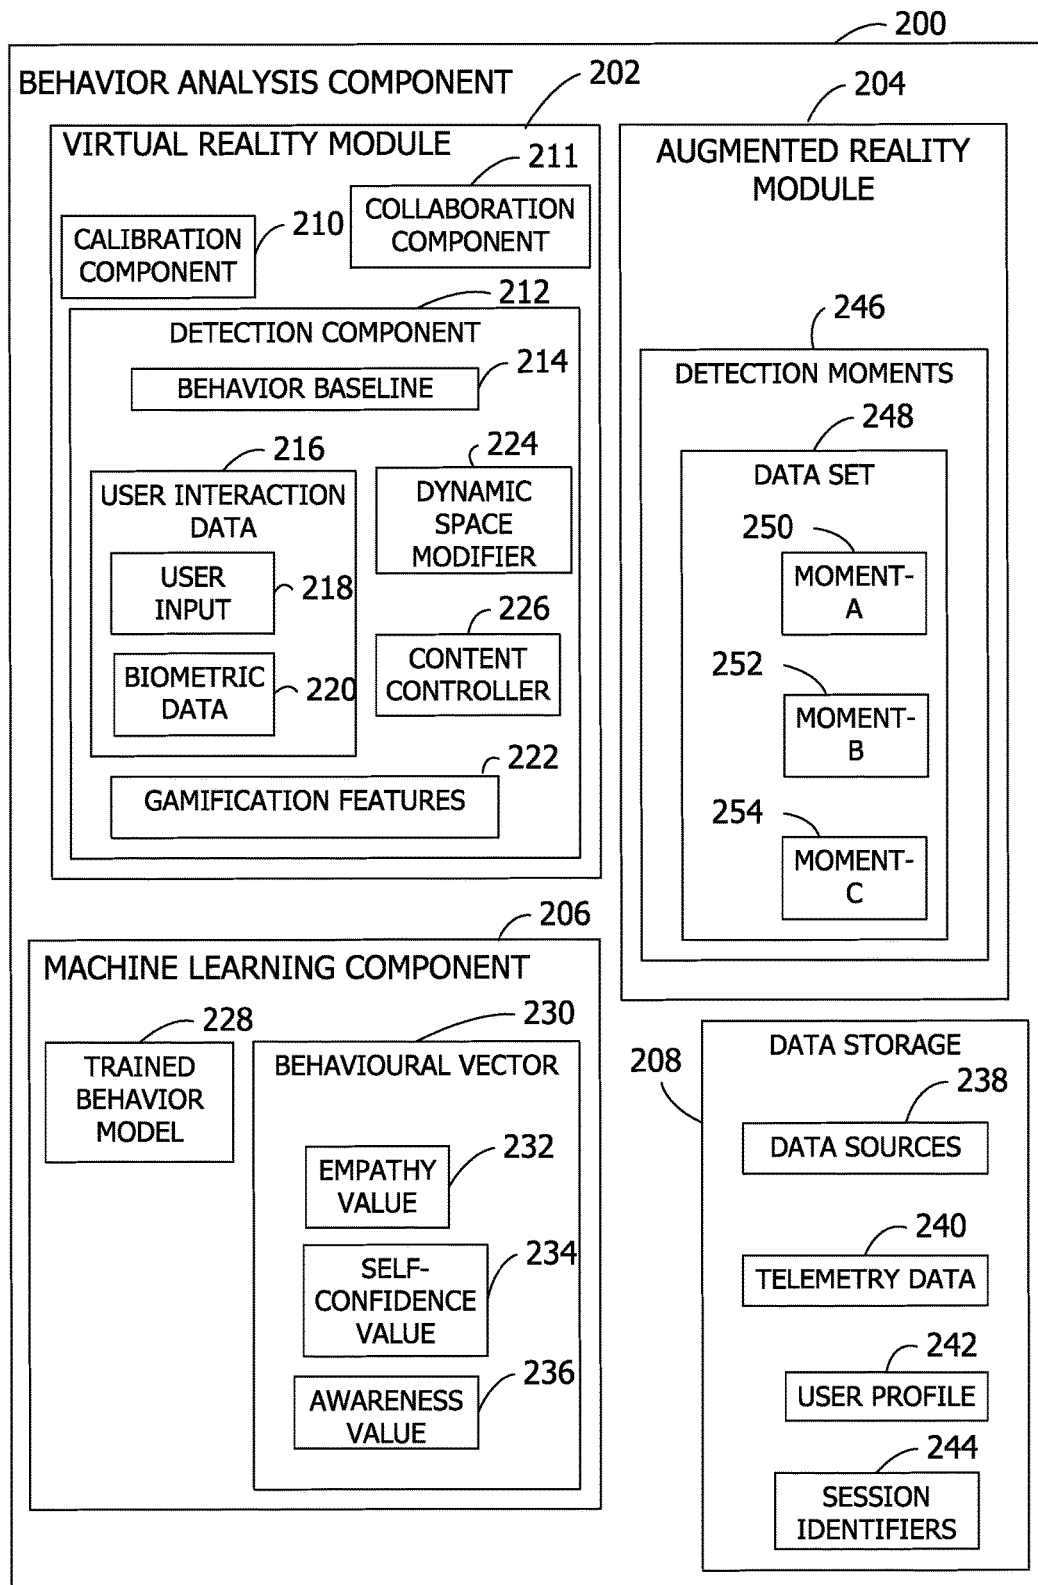 200
BEHAVIOR ANALYSIS COMPONENT
202
VIRTUAL REALITY MODULE
211
COLLABORATION
COMPONENT
210
CALIBRATION
COMPONENT
212
DETECTION COMPONENT
214
BEHAVIOR BASELINE
216
USER INTERACTION
DATA
USER
INPUT
218
BIOMETRIC
DATA
220
224
DYNAMIC
SPACE
MODIFIER
226
CONTENT
CONTROLLER
222
GAMIFICATION FEATURES
204
AUGMENTED REALITY
MODULE
246
DETECTION MOMENTS
248
DATA SET
250
MOMENT-
A
252
MOMENT-
B
254
MOMENT-
C
206
MACHINE LEARNING COMPONENT
228
TRAINED
BEHAVIOR
MODEL
230
BEHAVIOURAL VECTOR
232
EMPATHY
VALUE
234
SELF-
CONFIDENCE
VALUE
236
AWARENESS
VALUE
208
DATA STORAGE
238
DATA SOURCES
240
TELEMETRY DATA
242
USER PROFILE
244
SESSION
IDENTIFIERS